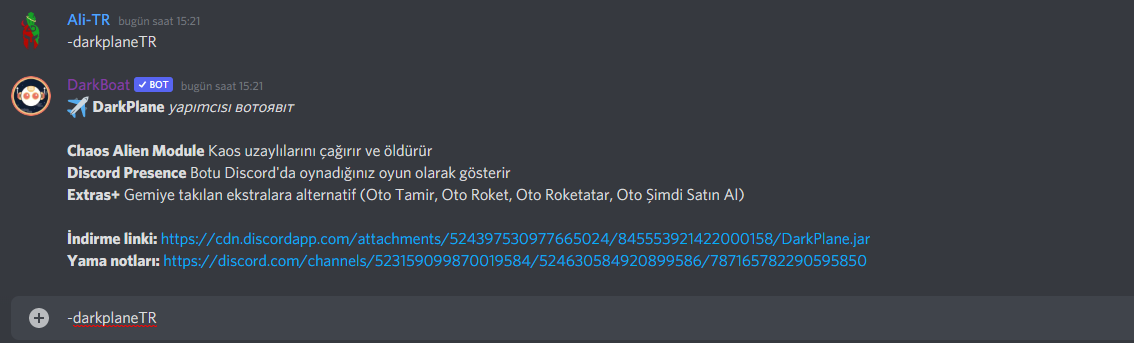 Ali-TR bugün saat 15:21
-darkplaneTR
DarkBoat BOT bugün saat 15:21
DarkPlane yapımcısı вотоявıт
Chaos Alien Module Kaos uzaylılarını çağırır ve öldürür
Discord Presence Botu Discord'da oynadığınız oyun olarak gösterir
Extras+ Gemiye takılan ekstralara alternatif (Oto Tamir, Oto Roket, Oto Roketatar, Oto Şimdi Satın Al)
İndirme linki: https://cdn.discordapp.com/attachments/524397530977665024/845553921422000158/DarkPlane.jar
Yama notları: https://discord.com/channels/523159099870019584/524630584920899586/787165782290595850
-darkplaneTR